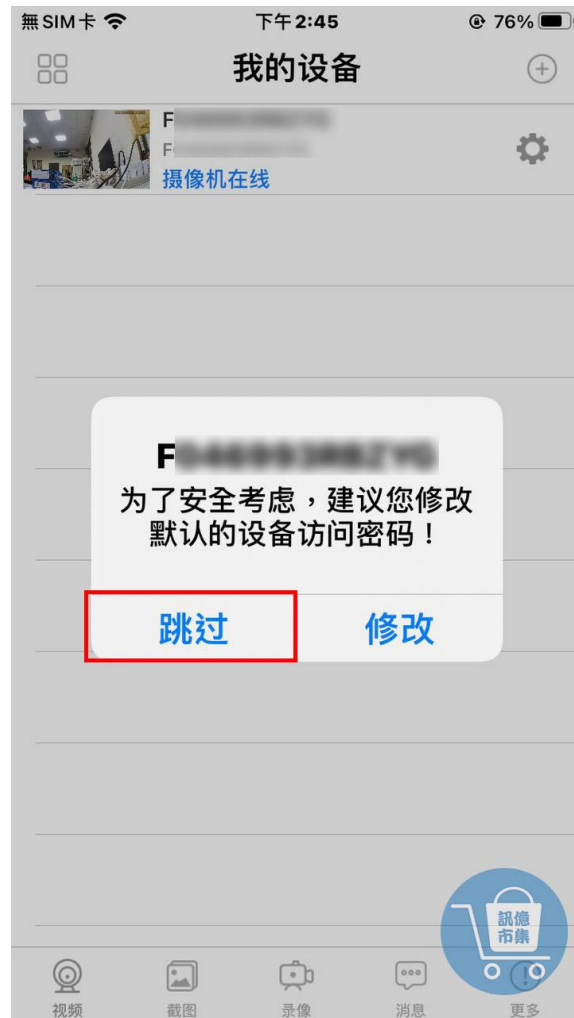 無SIM卡
下午2:45
76%
我的设备
摄像机在线
为了安全考虑，建议您修改
默认的设备访问密码！
跳过
修改
訊億
市集
视频
截图
录像
消息
更多